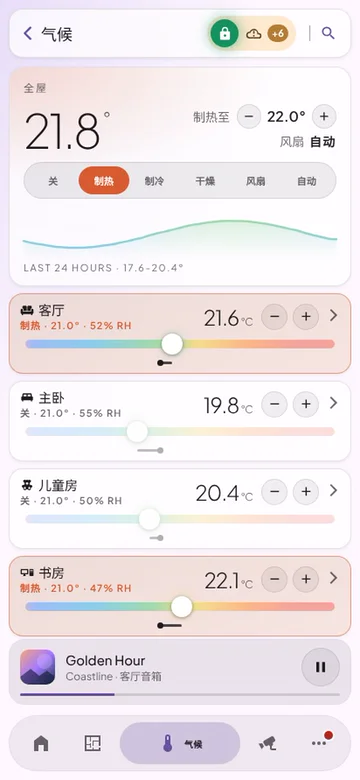 气候
+6
全屋
21.8°
制热至
22.0°
风扇 自动
关 制热 制冷 干燥 风扇 自动
LAST 24 HOURS · 17.6–20.4°
客厅
制热 · 21.0° · 52% RH
21.6°C
主卧
关 · 21.0° · 55% RH
19.8°C
儿童房
关 · 21.0° · 50% RH
20.4°C
书房
制热 · 21.0° · 47% RH
22.1°C
Golden Hour
Coastline · 客厅音箱
气候